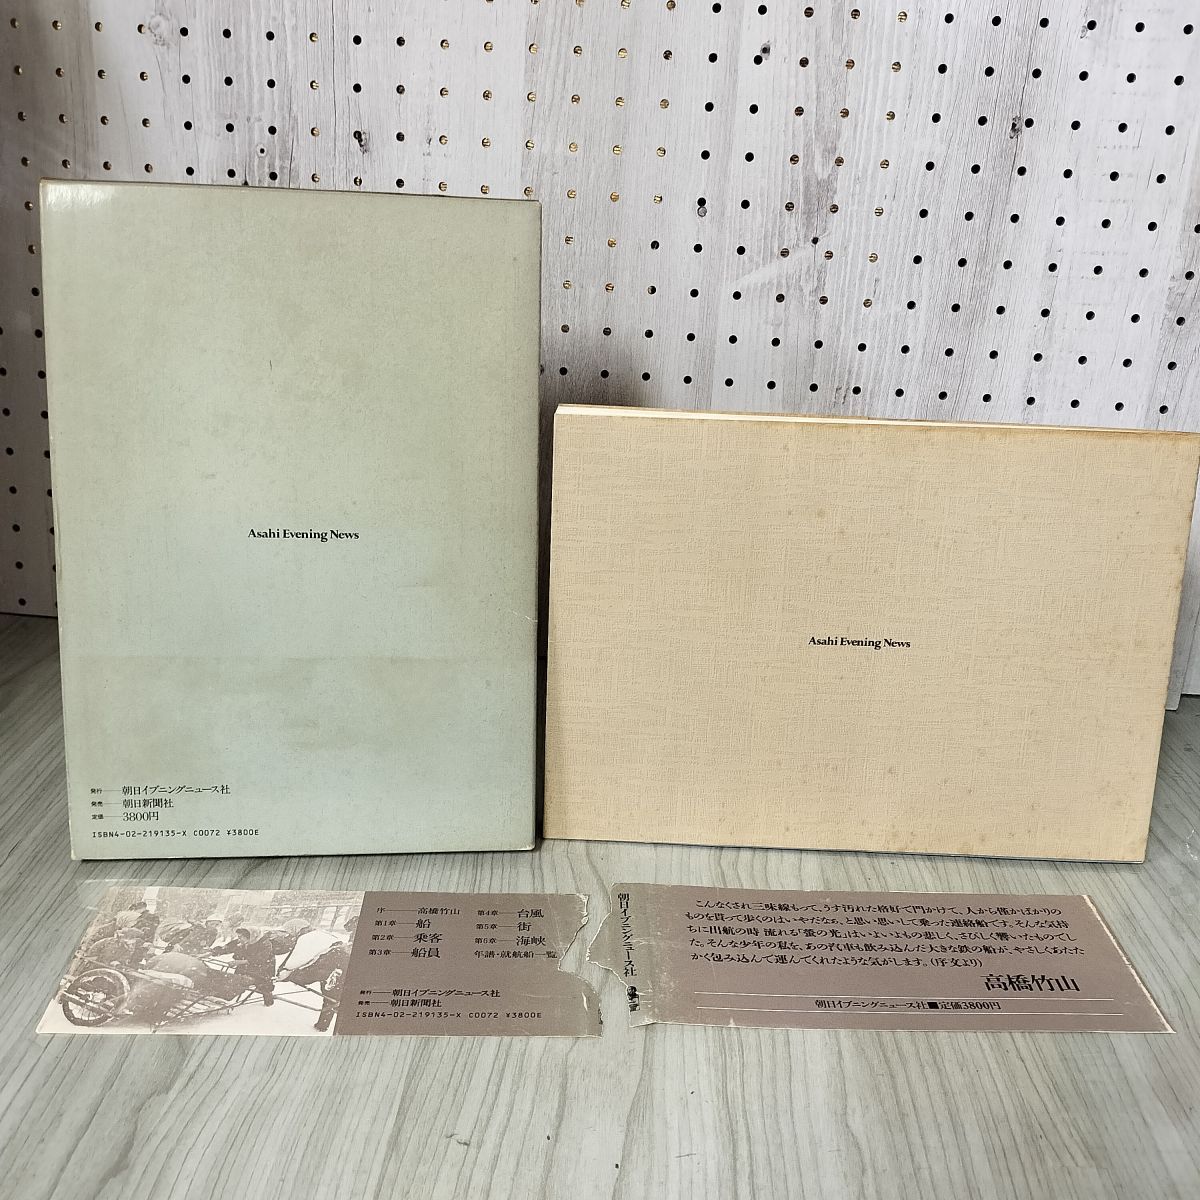 Asahi Evening News
発行――朝日イブニングニュース社
発売――朝日新聞社
定価――3800円
ISBN4-02-219135-X C0072 ¥3800E
Asahi Evening News
序――高橋竹山
第1章――船
第2章――乗客
第3章――船員
第4章――台風
第5章――街
第6章――海峡
年譜・就航船一覧
発行――朝日イブニングニュース社
発売――朝日新聞社
ISBN4-02-219135-X C0072 ¥3800E
朝日イブニングニュース社
こんなくされ三味線もって、うす汚れた格好で門かけて、人から僅かばかりの
ものを貰って歩くのはいやだなぁ、と思い思いして乗った連絡船です。そんな気持
ちに出航の時 流れる「螢の光」はいよいよもの悲しく、さびしく響いたものでし
た。そんな少年の私を、あの汽車も飲み込んだ大きな鉄の船が、やさしくあたた
かく包み込んで運んでくれたような気がします。(序文より)
高橋竹山
朝日イブニングニュース社■定価3800円